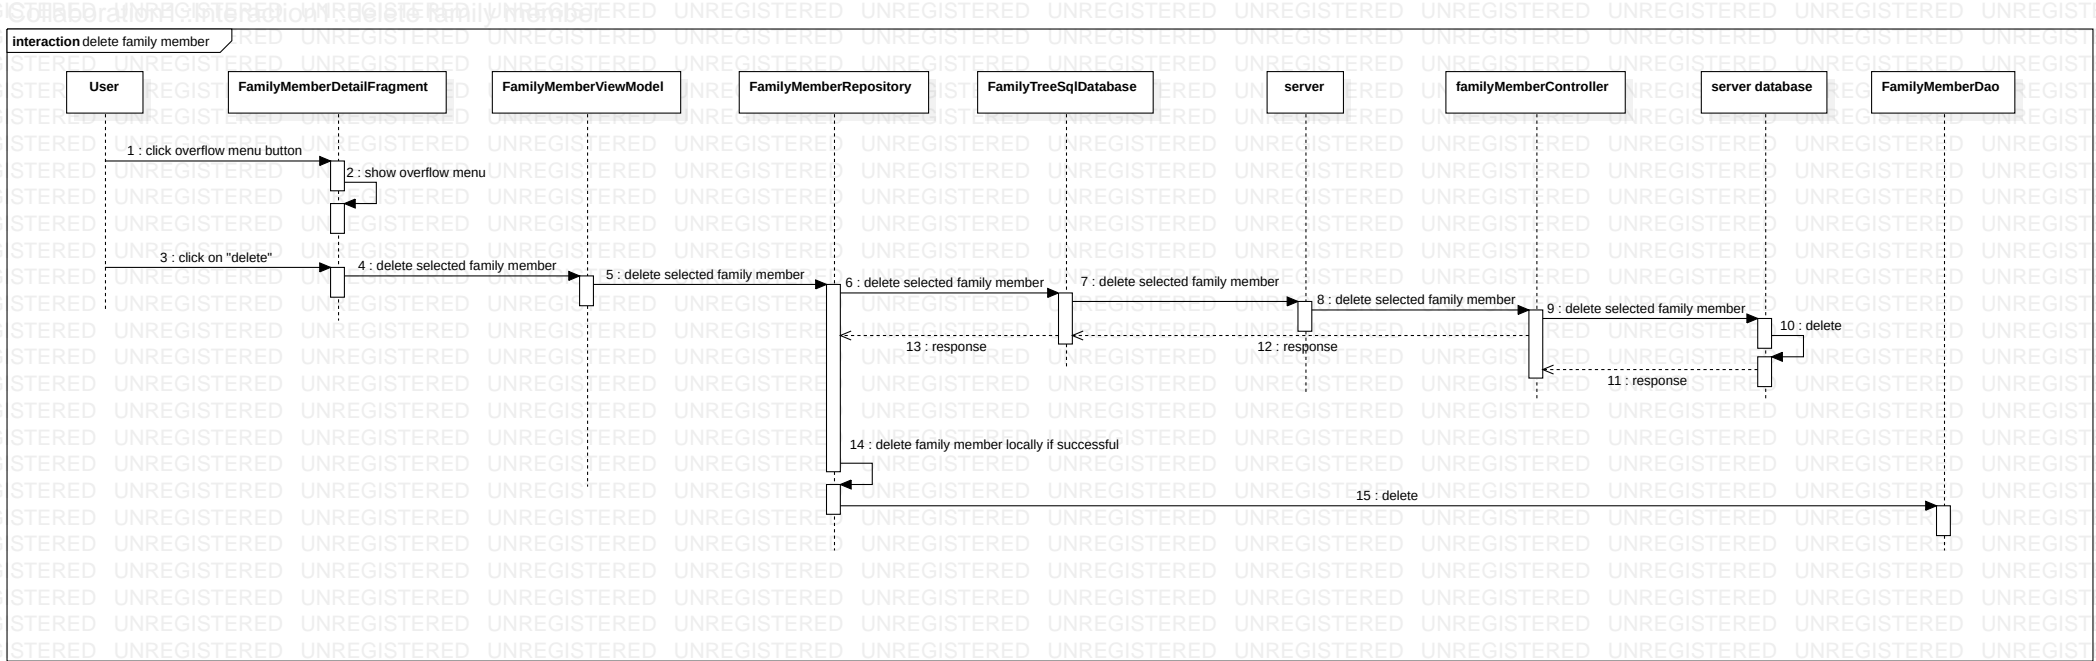 Collaboration1::Interaction1::delete family member
interaction delete family member
User
FamilyMemberDetailFragment
FamilyMemberViewModel
FamilyMemberRepository
FamilyTreeSqlDatabase
server
familyMemberController
server database
FamilyMemberDao
1 : click overflow menu button
2 : show overflow menu
3 : click on "delete"
4 : delete selected family member
5 : delete selected family member
6 : delete selected family member
7 : delete selected family member
8 : delete selected family member
9 : delete selected family member
10 : delete
11 : response
12 : response
13 : response
14 : delete family member locally if successful
15 : delete
UNREGISTERED